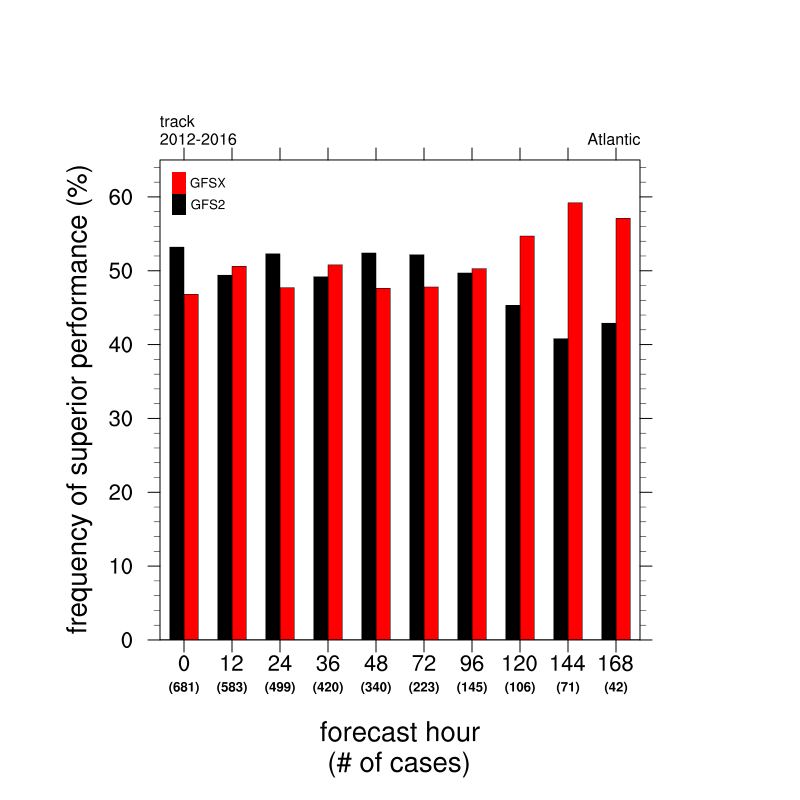 track
2012-2016
Atlantic
GFSX
GFS2
frequency of superior performance (%)
60
50
40
30
20
10
0
0 12 24 36 48 72 96 120 144 168
(681) (583) (499) (420) (340) (223) (145) (106) (71) (42)
forecast hour
(# of cases)